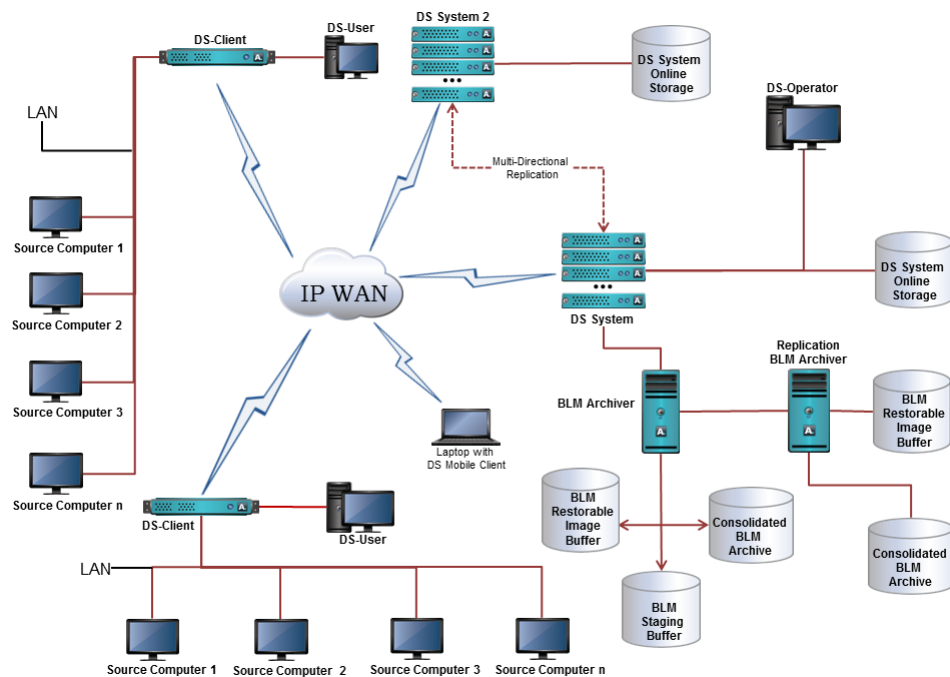 DS-Client
DS-User
DS System 2
DS System
Online
Storage
DS-Operator
LAN
Multi-Directional
Replication
Source Computer 1
Source Computer 2
Source Computer 3
Source Computer n
IP WAN
DS System
DS System
Online
Storage
Replication
BLM Archiver
BLM Archiver
BLM
Restorable
Image
Buffer
Laptop with
DS Mobile Client
DS-Client
DS-User
BLM
Restorable
Image
Buffer
Consolidated
BLM
Archive
Consolidated
BLM
Archive
BLM
Staging
Buffer
LAN
Source Computer 1
Source Computer 2
Source Computer 3
Source Computer n